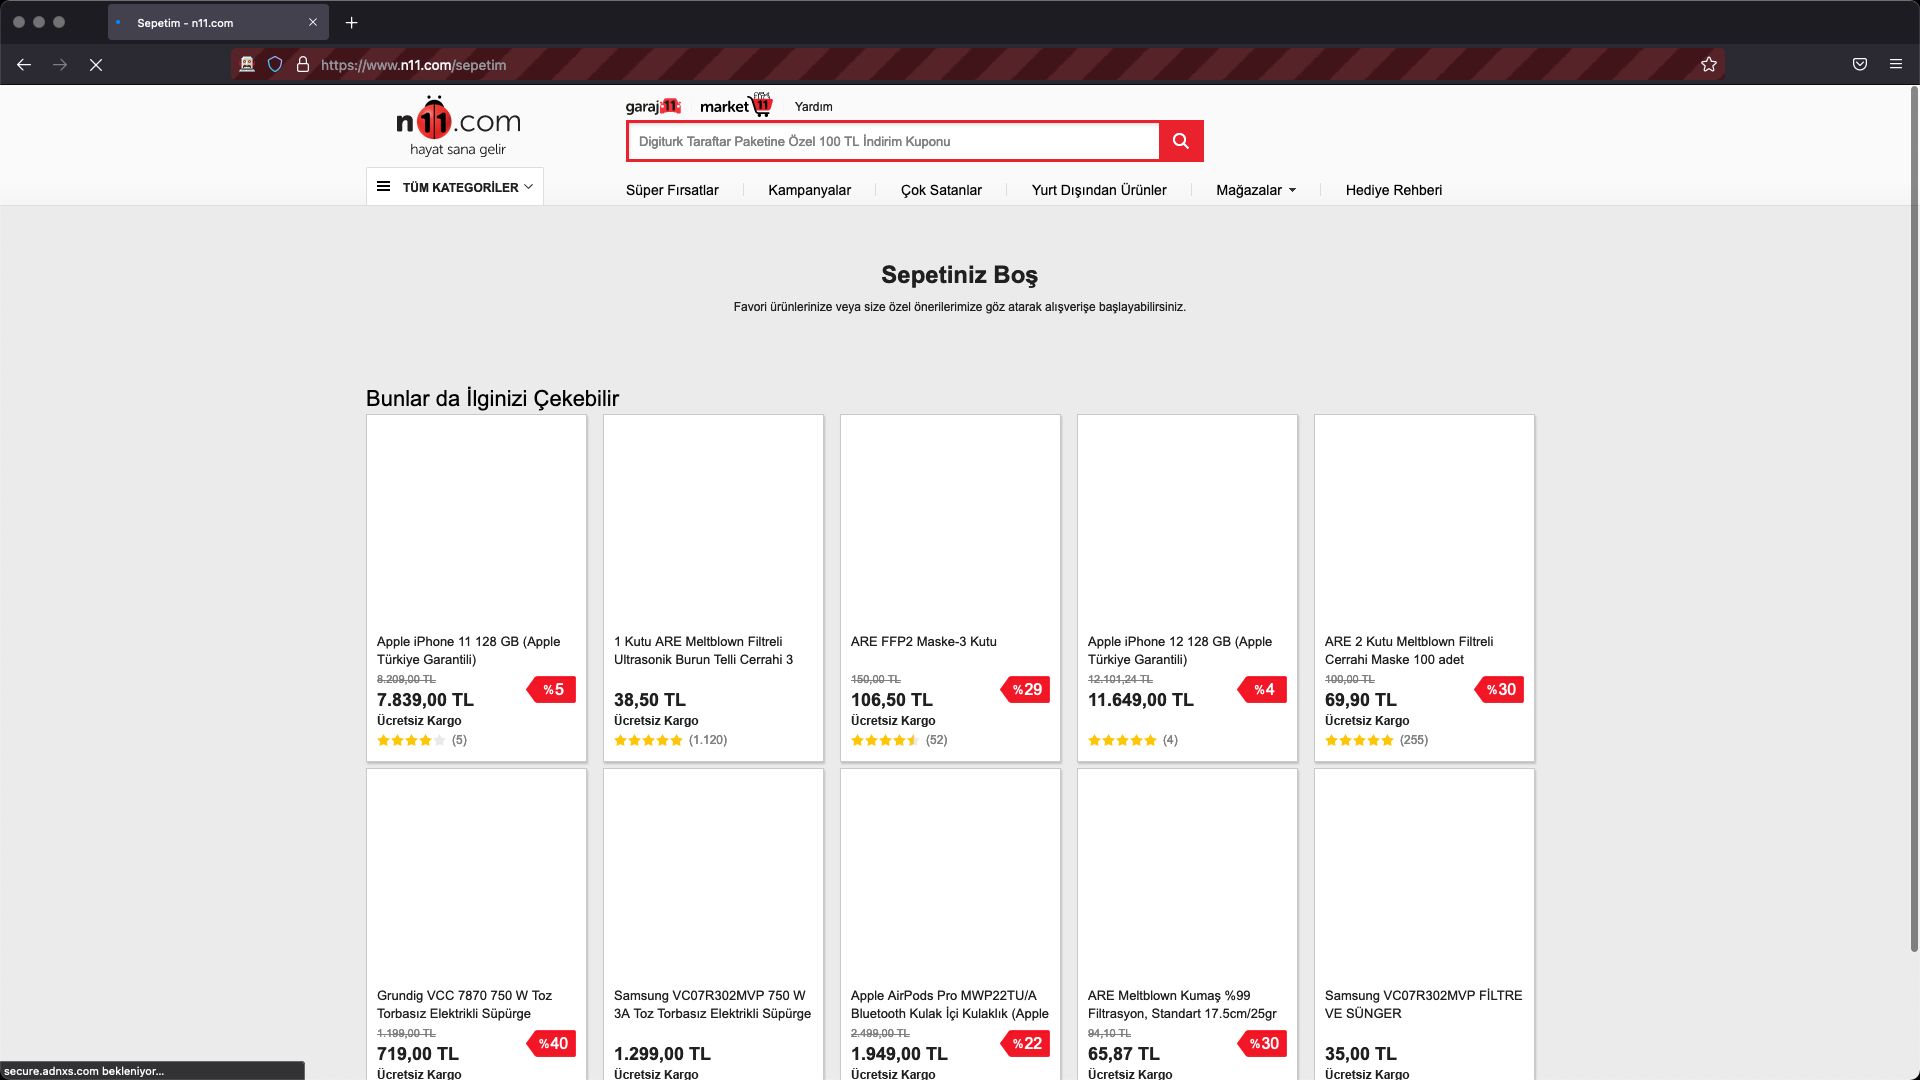 Sepetim - n11.com
https://www.n11.com/sepetim
n11.com
hayat sana gelir
garaj11
market11
Yardım
Digiturk Taraftar Paketine Özel 100 TL İndirim Kuponu
TÜM KATEGORİLER
Süper Fırsatlar
Kampanyalar
Çok Satanlar
Yurt Dışından Ürünler
Mağazalar
Hediye Rehberi
Sepetiniz Boş
Favori ürünlerinize veya size özel önerilerimize göz atarak alışverişe başlayabilirsiniz.
Bunlar da İlginizi Çekebilir
Apple iPhone 11 128 GB (Apple
Türkiye Garantili)
8.209,00 TL
7.839,00 TL
%5
Ücretsiz Kargo
(5)
1 Kutu ARE Meltblown Filtreli
Ultrasonik Burun Telli Cerrahi 3
38,50 TL
Ücretsiz Kargo
(1.120)
ARE FFP2 Maske-3 Kutu
150,00 TL
106,50 TL
%29
Ücretsiz Kargo
(52)
Apple iPhone 12 128 GB (Apple
Türkiye Garantili)
12.101,24 TL
11.649,00 TL
%4
(4)
ARE 2 Kutu Meltblown Filtreli
Cerrahi Maske 100 adet
100,00 TL
69,90 TL
%30
Ücretsiz Kargo
(255)
Grundig VCC 7870 750 W Toz
Torbasız Elektrikli Süpürge
1.199,00 TL
719,00 TL
%40
Ücretsiz Kargo
Samsung VC07R302MVP 750 W
3A Toz Torbasız Elektrikli Süpürge
1.299,00 TL
Ücretsiz Kargo
Apple AirPods Pro MWP22TU/A
Bluetooth Kulak İçi Kulaklık (Apple
2.499,00 TL
1.949,00 TL
%22
Ücretsiz Kargo
ARE Meltblown Kumaş %99
Filtrasyon, Standart 17.5cm/25gr
94,10 TL
65,87 TL
%30
Ücretsiz Kargo
Samsung VC07R302MVP FİLTRE
VE SÜNGER
35,00 TL
Ücretsiz Kargo
secure.adnxs.com bekleniyor...